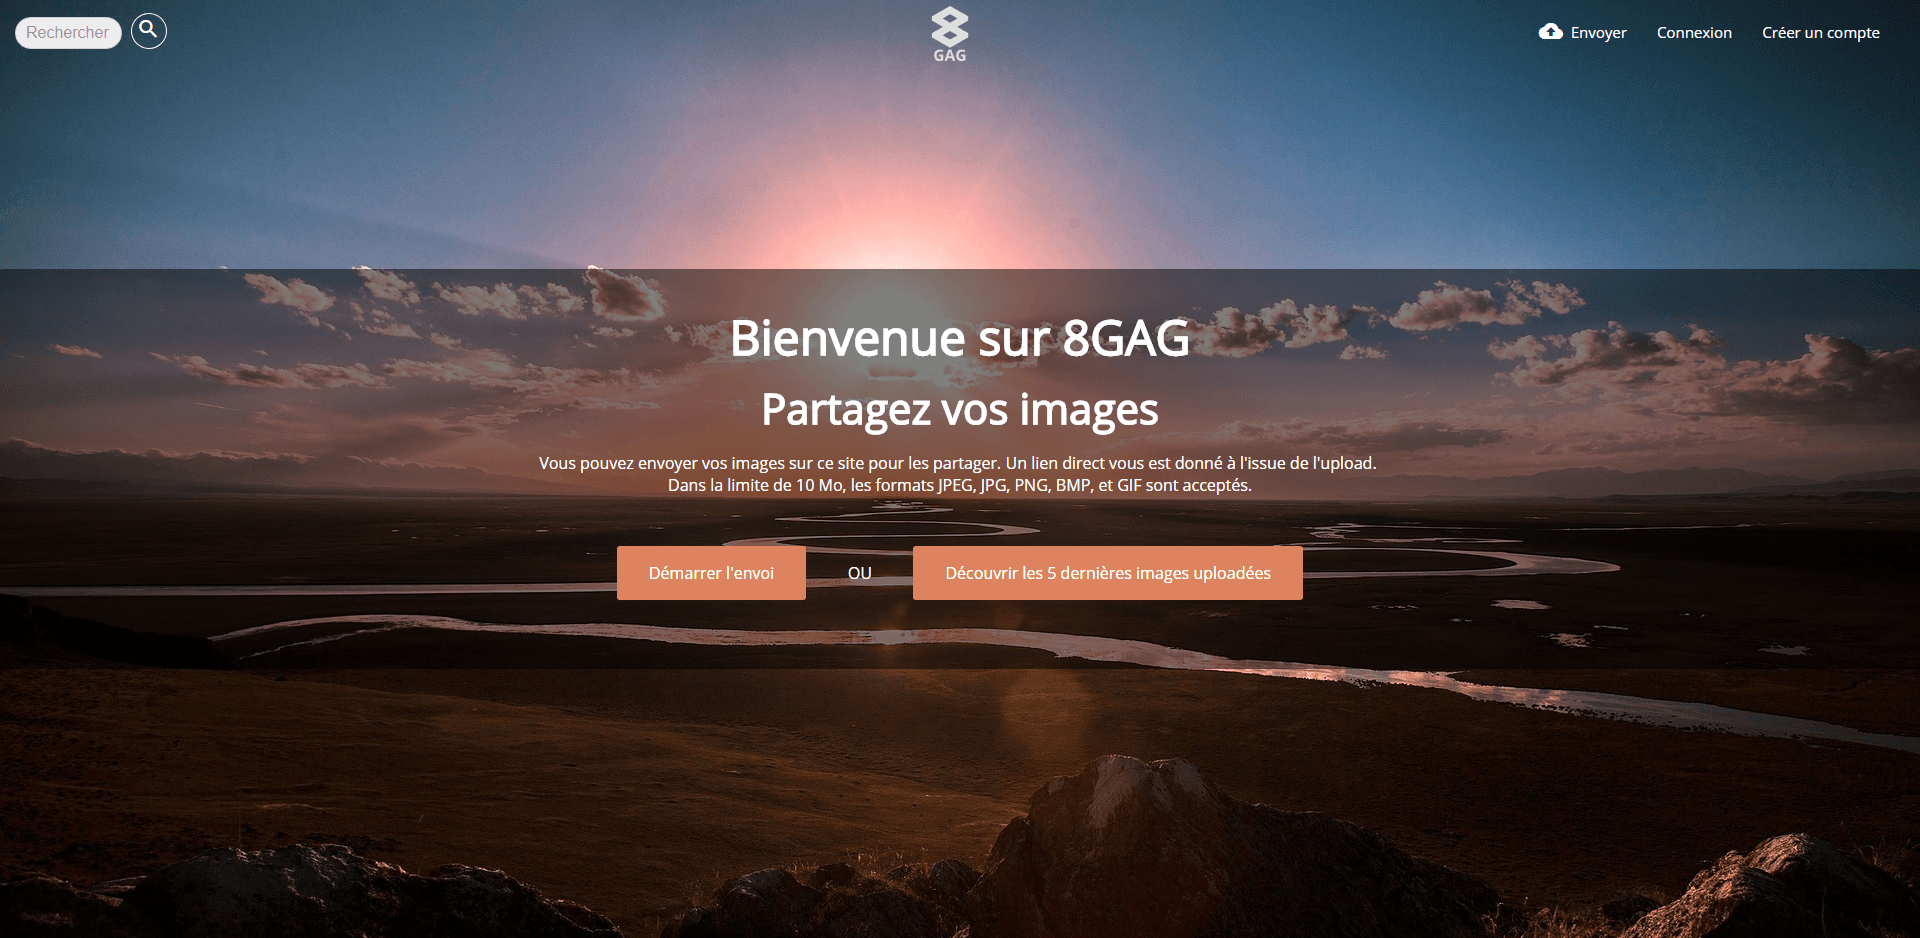 Rechercher
GAG
Envoyer
Connexion
Créer un compte
Bienvenue sur 8GAG
Partagez vos images
Vous pouvez envoyer vos images sur ce site pour les partager. Un lien direct vous est donné à l'issue de l'upload.
Dans la limite de 10 Mo, les formats JPEG, JPG, PNG, BMP, et GIF sont acceptés.
Démarrer l'envoi
OU
Découvrir les 5 dernières images uploadées